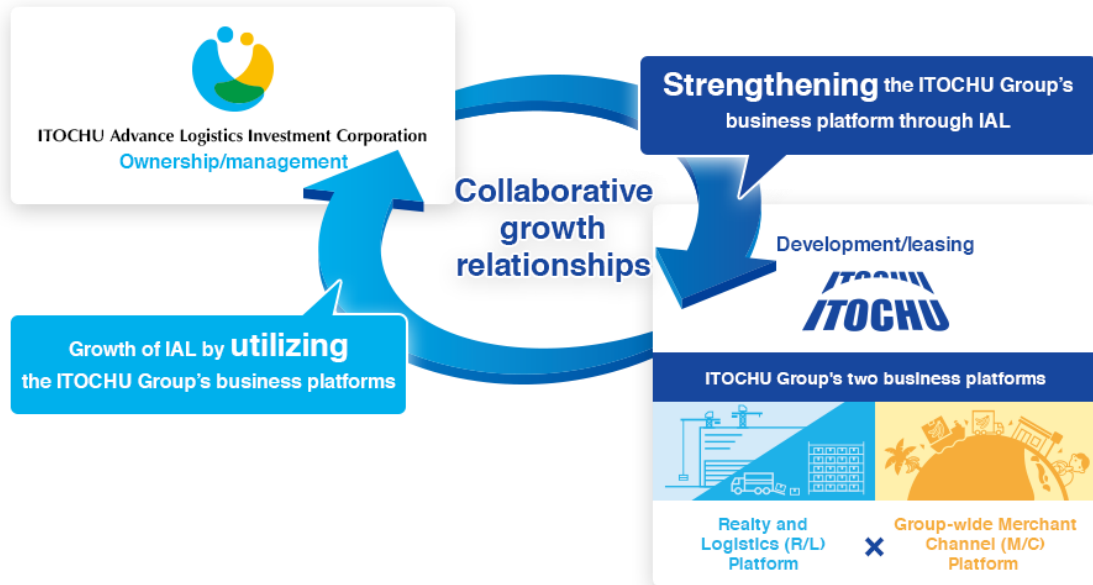 ITOCHU Advance Logistics Investment Corporation
Ownership/management
Strengthening the ITOCHU Group's
business platform through IAL
Collaborative
growth
relationships
Development/leasing
ITOCHU
ITOCHU
Growth of IAL by utilizing
the ITOCHU Group's business platforms
ITOCHU Group's two business platforms
Realty and
Logistics (R/L)
Platform
×
Group-wide Merchant
Channel (M/C)
Platform